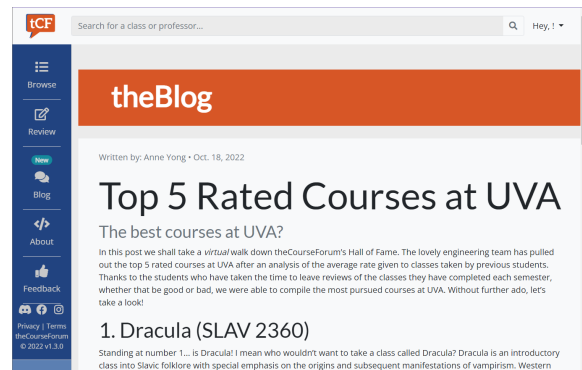 tCF
Search for a class or professor...
Hey, !
Browse
Review
New
Blog
About
Feedback
Privacy | Terms
theCourseForum
© 2022 v1.3.0
theBlog
Written by: Anne Yong • Oct. 18, 2022
Top 5 Rated Courses at UVA
The best courses at UVA?
In this post we shall take a virtual walk down theCourseForum's Hall of Fame. The lovely engineering team has pulled
out the top 5 rated courses at UVA after an analysis of the average rate given to classes taken by previous students.
Thanks to the students who have taken the time to leave reviews of the classes they have completed each semester,
whether that be good or bad, we were able to compile the most pursued courses at UVA. Without further ado, let's
take a look!
1. Dracula (SLAV 2360)
Standing at number 1... is Dracula! I mean who wouldn't want to take a class called Dracula? Dracula is an introductory
class into Slavic folklore with special emphasis on the origins and subsequent manifestations of vampirism. Western